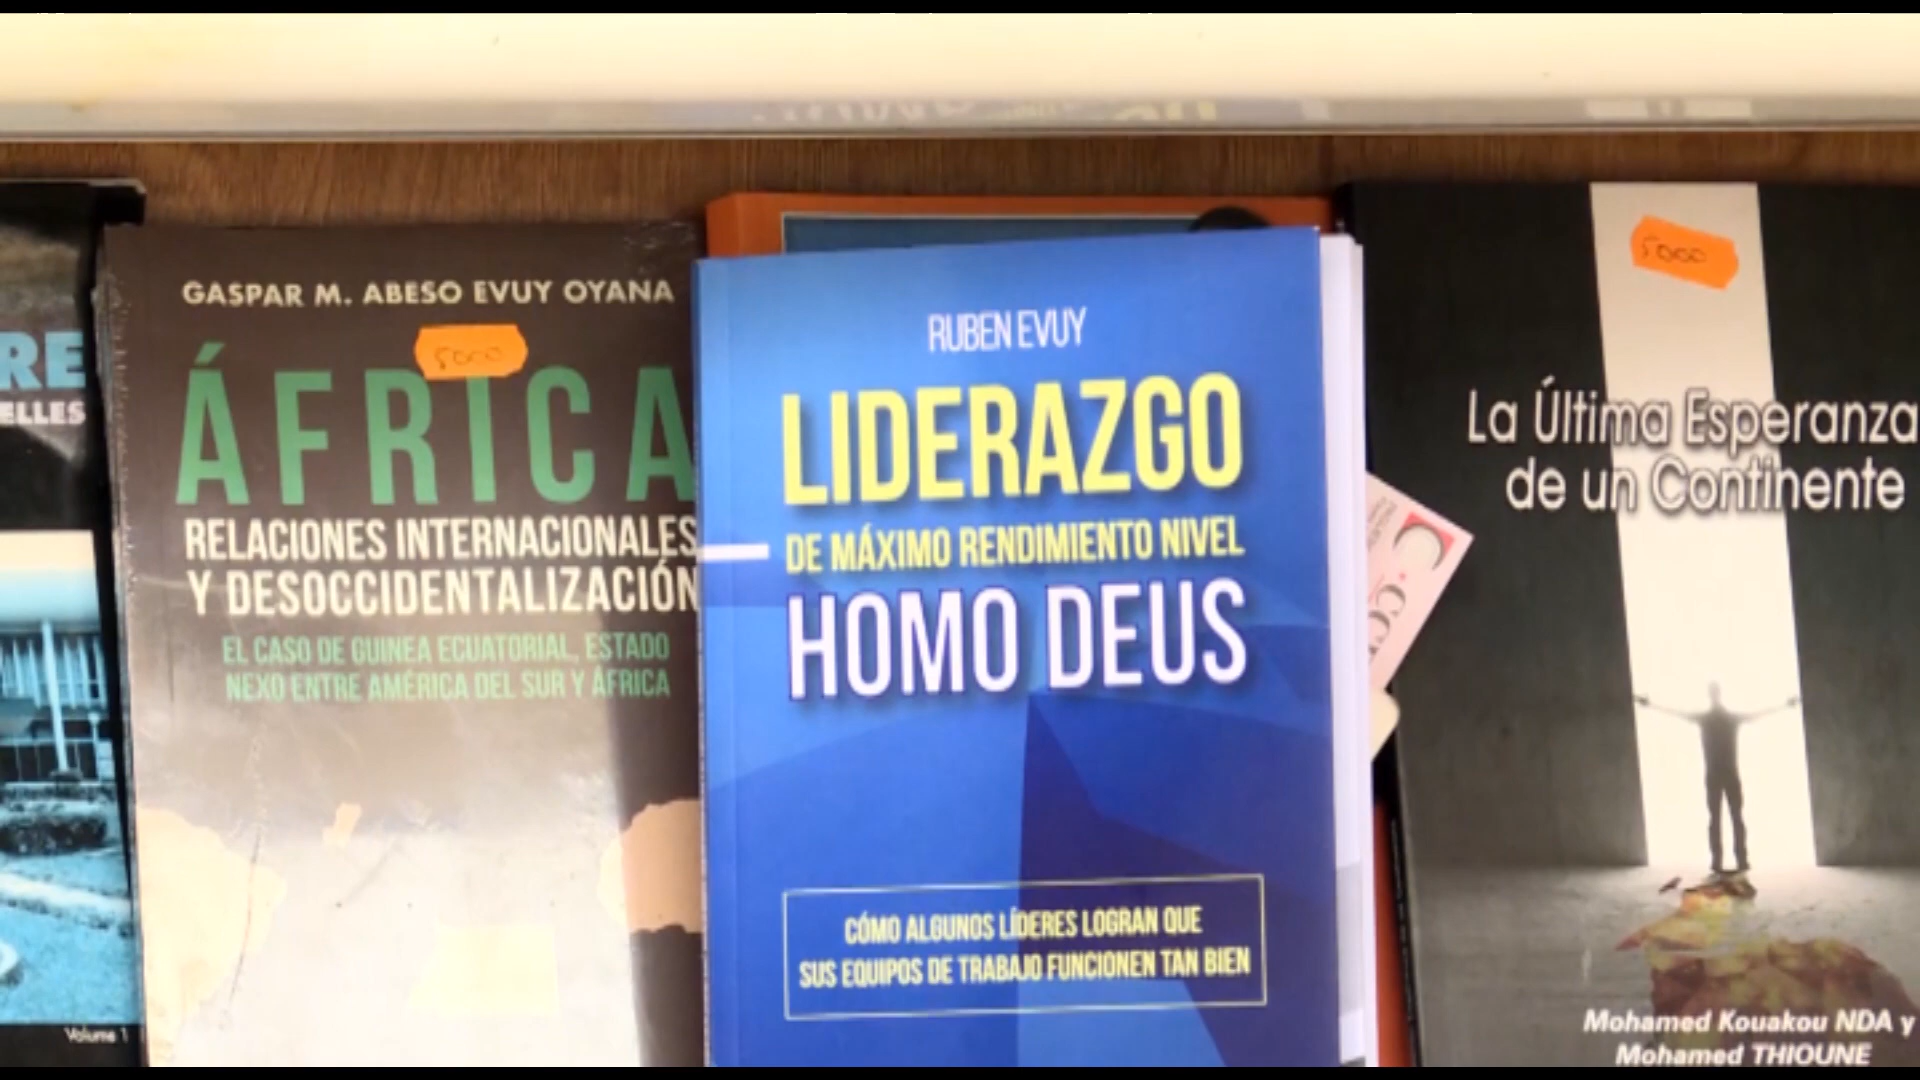 RE
ELLES
Volume 1
GASPAR M. ABESO EVUY OYANA
5000
ÁFRICA
RELACIONES INTERNACIONALES
Y DESOCCIDENTALIZACIÓN
EL CASO DE GUINEA ECUATORIAL, ESTADO
NEXO ENTRE AMÉRICA DEL SUR Y ÁFRICA
RUBEN EVUY
LIDERAZGO
DE MÁXIMO RENDIMIENTO NIVEL
HOMO DEUS
CÓMO ALGUNOS LÍDERES LOGRAN QUE
SUS EQUIPOS DE TRABAJO FUNCIONEN TAN BIEN
5000
La Última Esperanza
de un Continente
Mohamed Kouakou NDA y
Mohamed THIOUNE